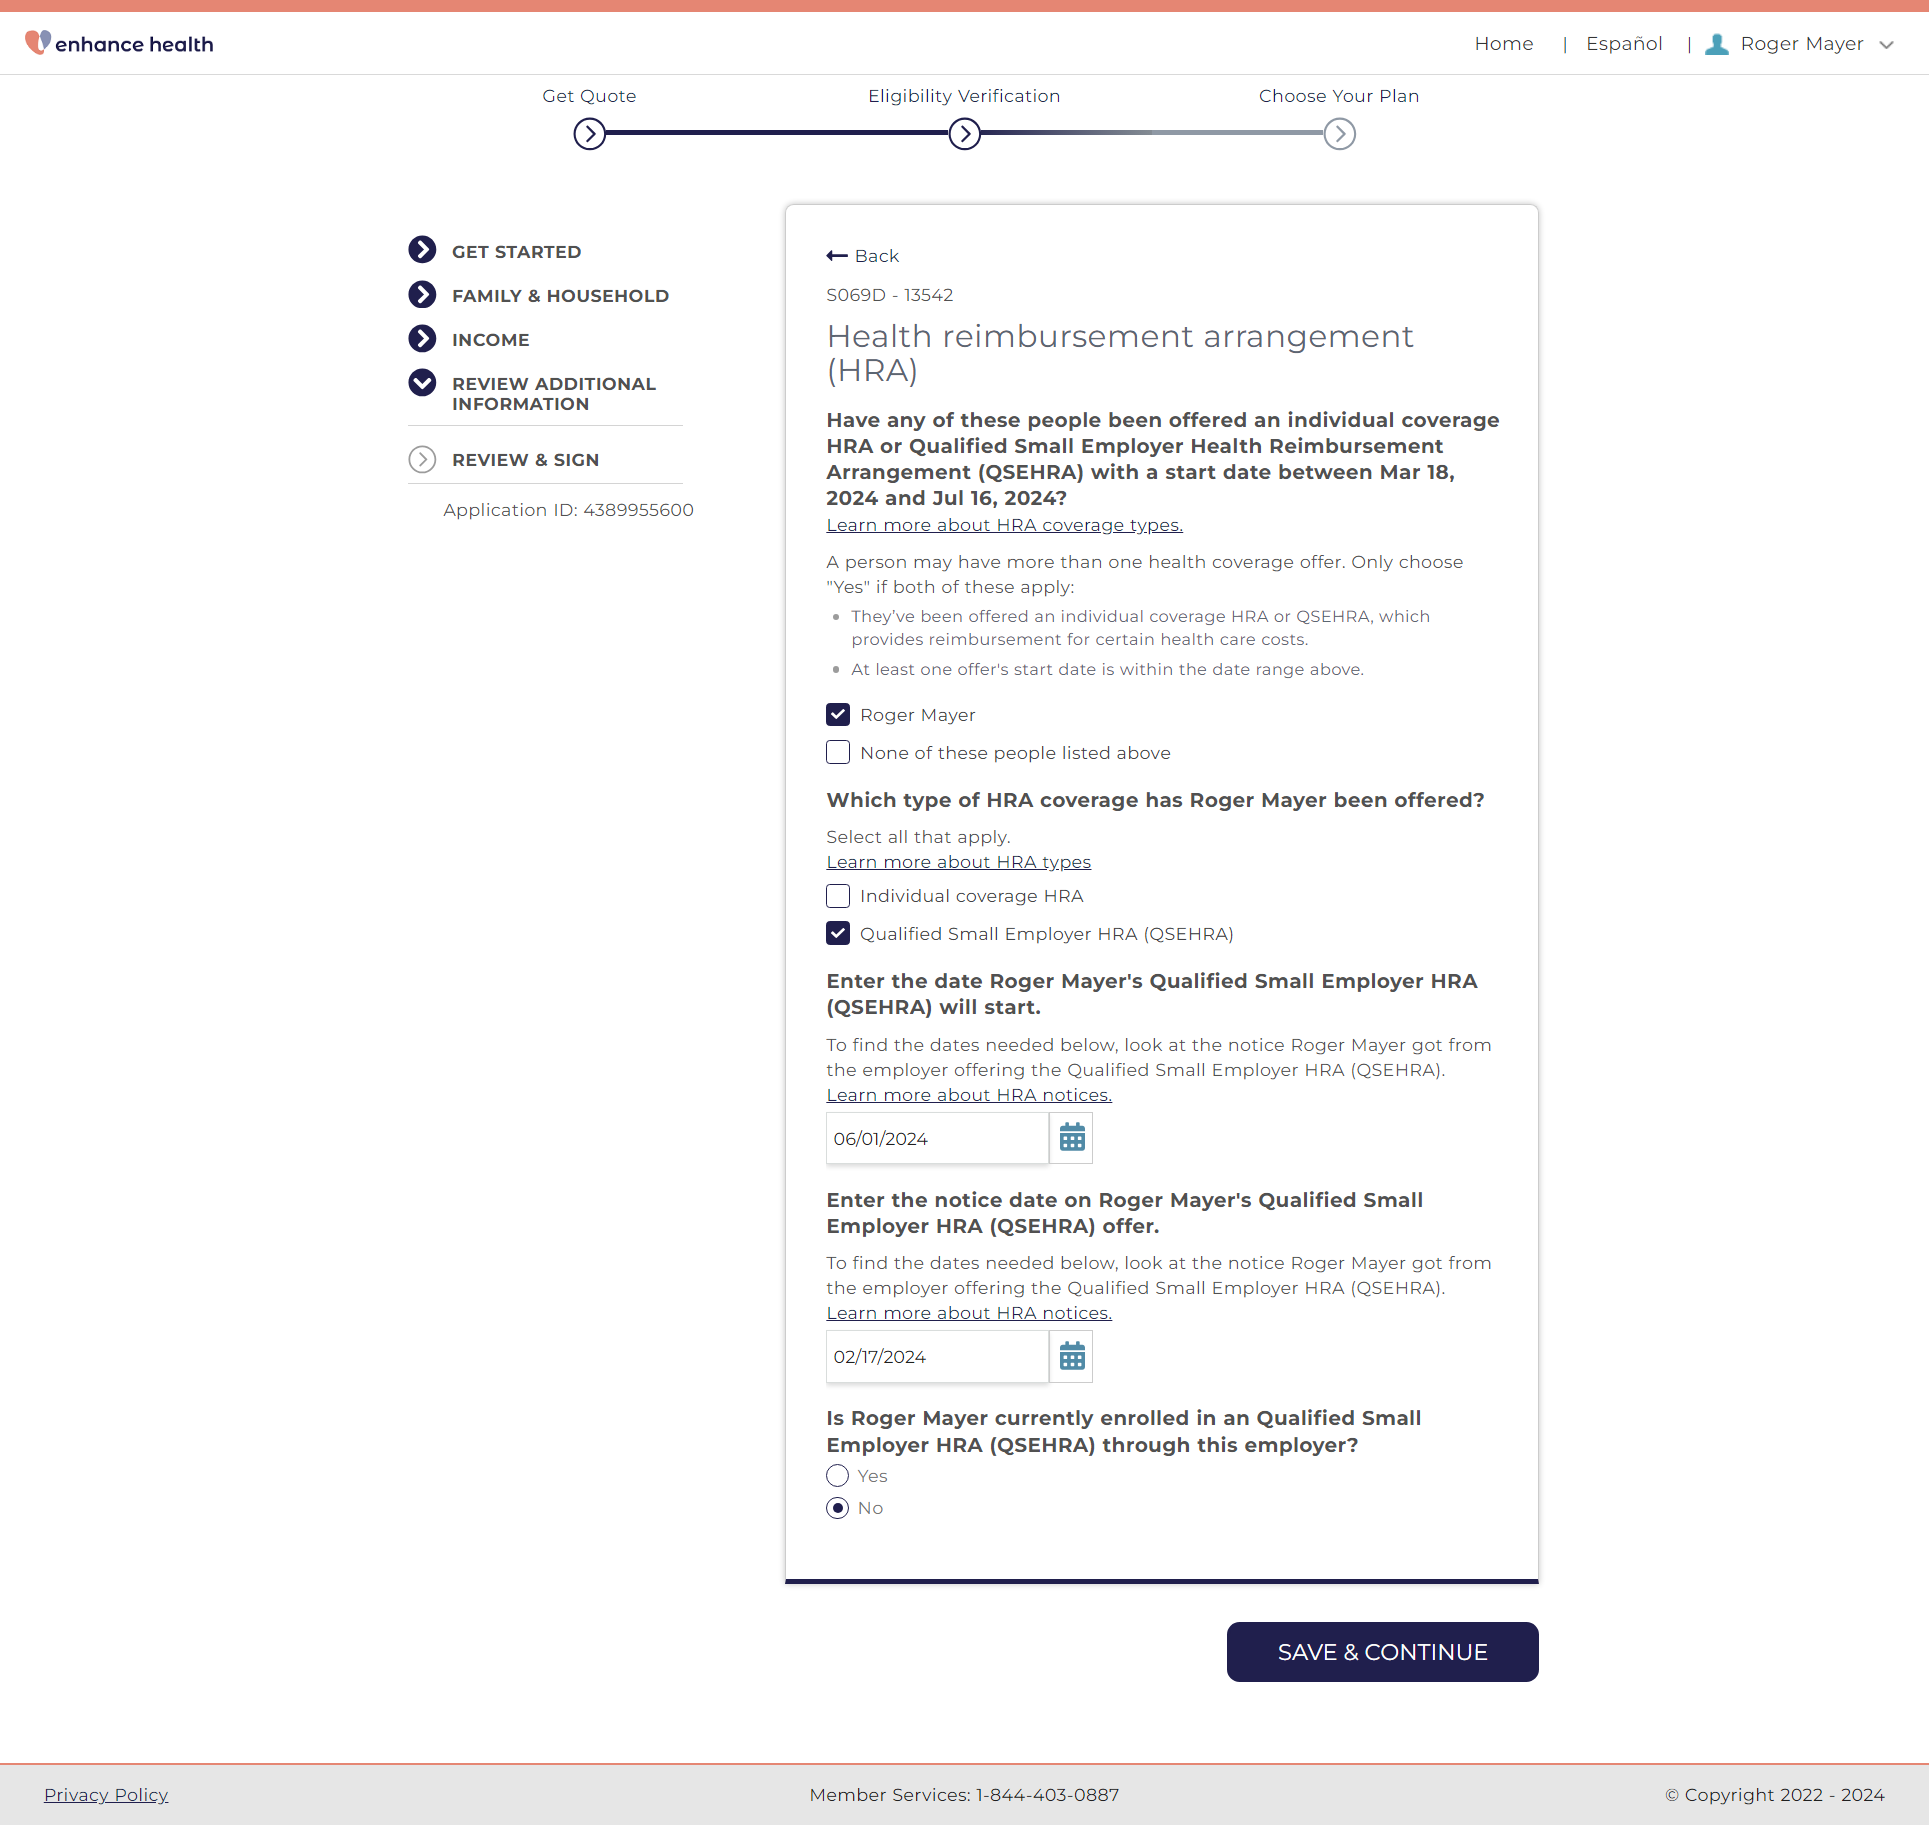 enhance health
Home | Español | Roger Mayer
Get Quote
Eligibility Verification
Choose Your Plan
GET STARTED
FAMILY & HOUSEHOLD
INCOME
REVIEW ADDITIONAL
INFORMATION
REVIEW & SIGN
Application ID: 4389955600
Back
S069D - 13542
Health reimbursement arrangement
(HRA)
Have any of these people been offered an individual coverage
HRA or Qualified Small Employer Health Reimbursement
Arrangement (QSEHRA) with a start date between Mar 18,
2024 and Jul 16, 2024?
Learn more about HRA coverage types.
A person may have more than one health coverage offer. Only choose
"Yes" if both of these apply:
• They've been offered an individual coverage HRA or QSEHRA, which
provides reimbursement for certain health care costs.
• At least one offer's start date is within the date range above.
Roger Mayer
None of these people listed above
Which type of HRA coverage has Roger Mayer been offered?
Select all that apply.
Learn more about HRA types
Individual coverage HRA
Qualified Small Employer HRA (QSEHRA)
Enter the date Roger Mayer's Qualified Small Employer HRA
(QSEHRA) will start.
To find the dates needed below, look at the notice Roger Mayer got from
the employer offering the Qualified Small Employer HRA (QSEHRA).
Learn more about HRA notices.
06/01/2024
Enter the notice date on Roger Mayer's Qualified Small
Employer HRA (QSEHRA) offer.
To find the dates needed below, look at the notice Roger Mayer got from
the employer offering the Qualified Small Employer HRA (QSEHRA).
Learn more about HRA notices.
02/17/2024
Is Roger Mayer currently enrolled in an Qualified Small
Employer HRA (QSEHRA) through this employer?
Yes
No
SAVE & CONTINUE
Privacy Policy
Member Services: 1-844-403-0887
© Copyright 2022 - 2024